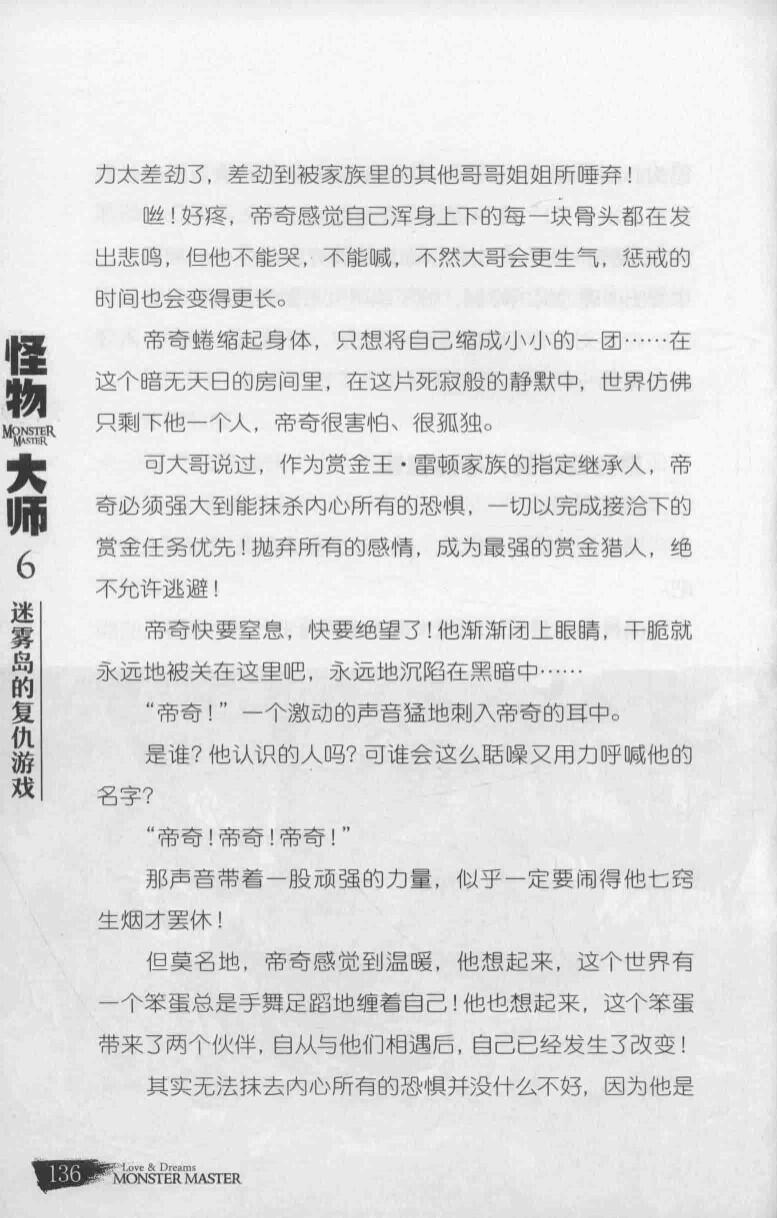 力太差劲了，差劲到被家族里的其他哥哥姐姐所唾弃！
咝！好疼，帝奇感觉自己浑身上下的每一块骨头都在发
出悲鸣，但他不能哭，不能喊，不然大哥会更生气，惩戒的
时间也会变得更长。
帝奇蜷缩起身体，只想将自己缩成小小的一团……在
这个暗无天日的房间里，在这片死寂般的静默中，世界仿佛
只剩下他一个人，帝奇很害怕、很孤独。
可大哥说过，作为赏金王·雷顿家族的指定继承人，帝
奇必须强大到能抹杀内心所有的恐惧，一切以完成接洽下的
赏金任务优先！抛弃所有的感情，成为最强的赏金猎人，绝
不允许逃避！
帝奇快要窒息，快要绝望了！他渐渐闭上眼睛，干脆就
永远地被关在这里吧，永远地沉陷在黑暗中……
“帝奇！”一个激动的声音猛地刺入帝奇的耳中。
是谁？他认识的人吗？可谁会这么聒噪又用力呼喊他的
名字？
“帝奇！帝奇！帝奇！”
那声音带着一股顽强的力量，似乎一定要闹得他七窍
生烟才罢休！
但莫名地，帝奇感觉到温暖，他想起来，这个世界有
一个笨蛋总是手舞足蹈地缠着自己！他也想起来，这个笨蛋
带来了两个伙伴，自从与他们相遇后，自己已经发生了改变！
其实无法抹去内心所有的恐惧并没什么不好，因为他是
怪物
MONSTER
MASTER
大师
6
迷雾岛的复仇游戏
136
Love & Dreams
MONSTER MASTER